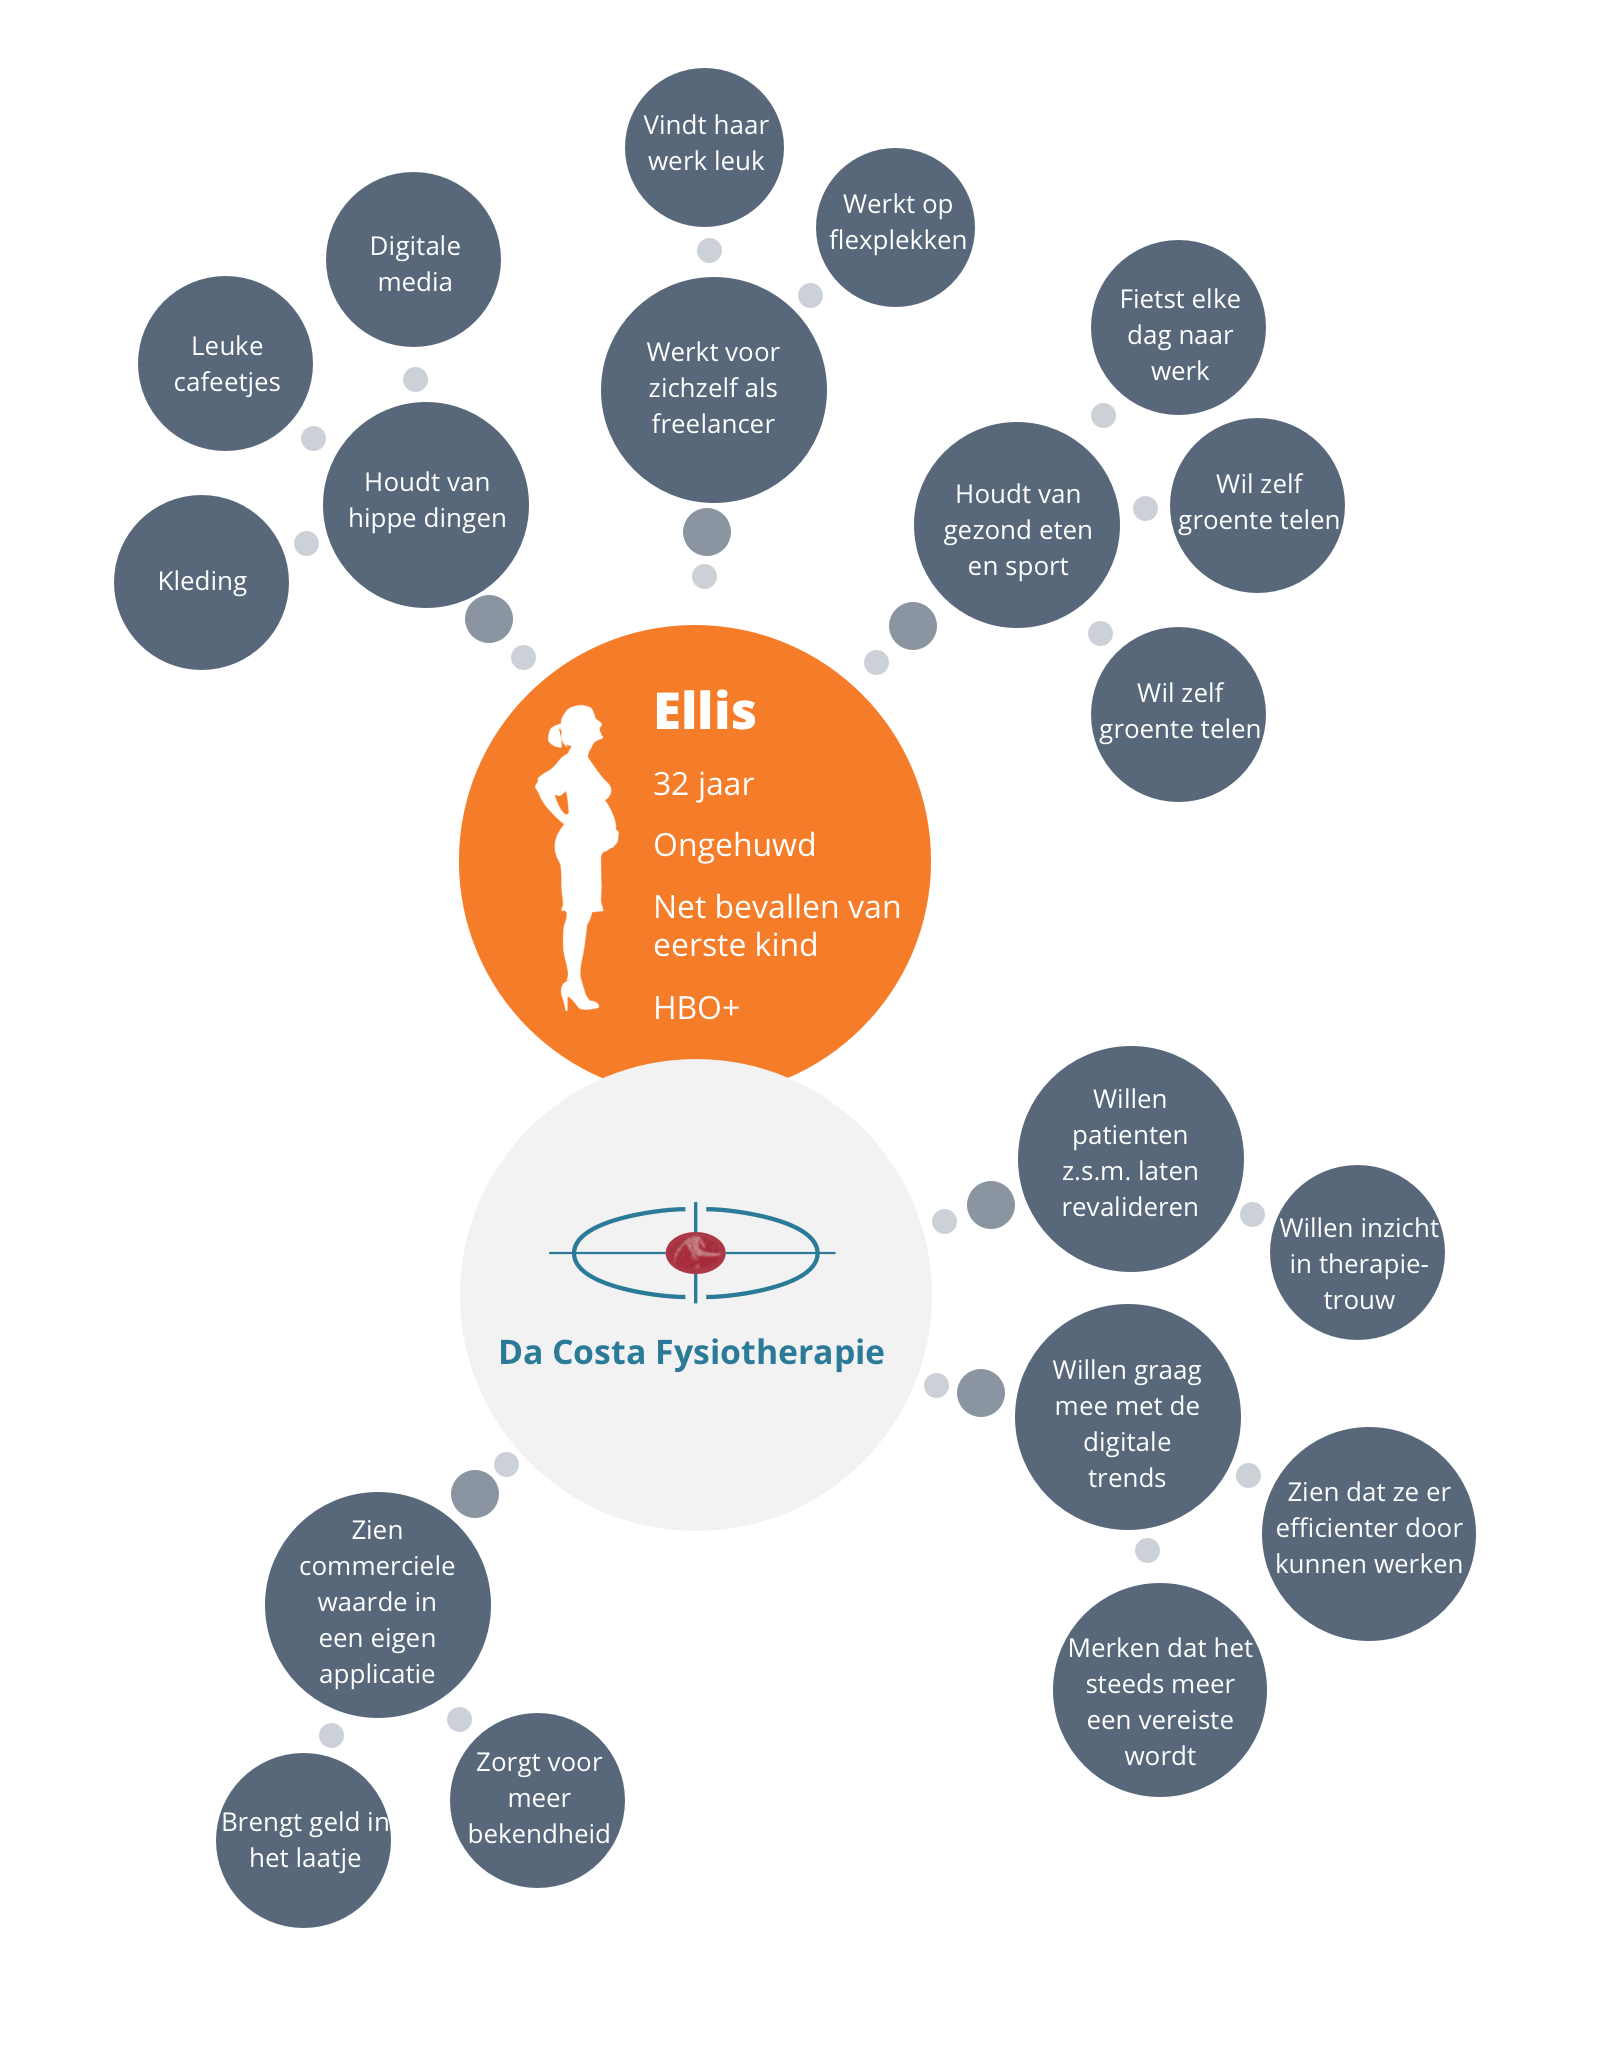 Vindt haar
werk leuk
Werkt op
flexplekken
Digitale
media
Leuke
cafeetjes
Kleding
Houdt van
hippe dingen
Werkt voor
zichzelf als
freelancer
Houdt van
gezond eten
en sport
Fietst elke
dag naar
werk
Wil zelf
groente telen
Wil zelf
groente telen
Ellis
32 jaar
Ongehuwd
Net bevallen van
eerste kind
HBO+
Da Costa Fysiotherapie
Willen
patienten
z.s.m. laten
revalideren
Willen inzicht
in therapie-
trouw
Willen graag
mee met de
digitale
trends
Zien dat ze er
efficienter door
kunnen werken
Merken dat het
steeds meer
een vereiste
wordt
Zien
commerciele
waarde in
een eigen
applicatie
Brengt geld in
het laatje
Zorgt voor
meer
bekendheid